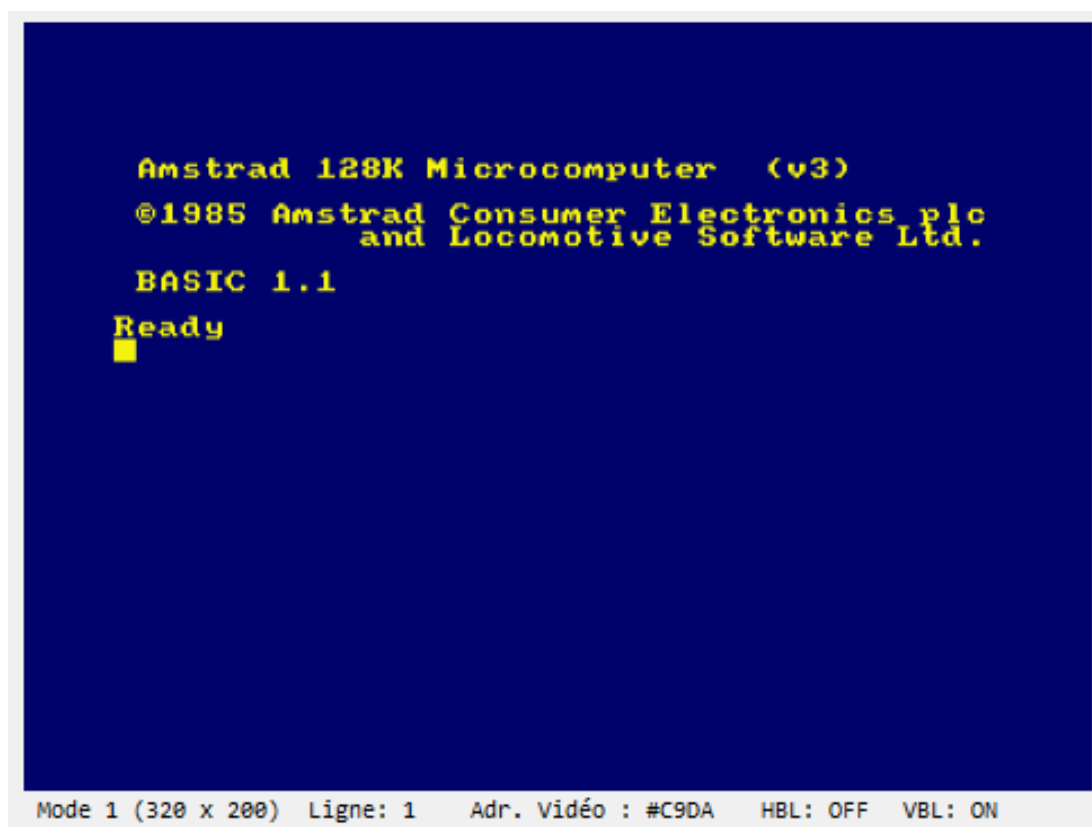 Amstrad 128K Microcomputer  (v3)
©1985 Amstrad Consumer Electronics plc
and Locomotive Software Ltd.
BASIC 1.1
Ready
Mode 1 (320 x 200)  Ligne: 1  Adr. Vidéo : #C9DA  HBL: OFF  VBL: ON